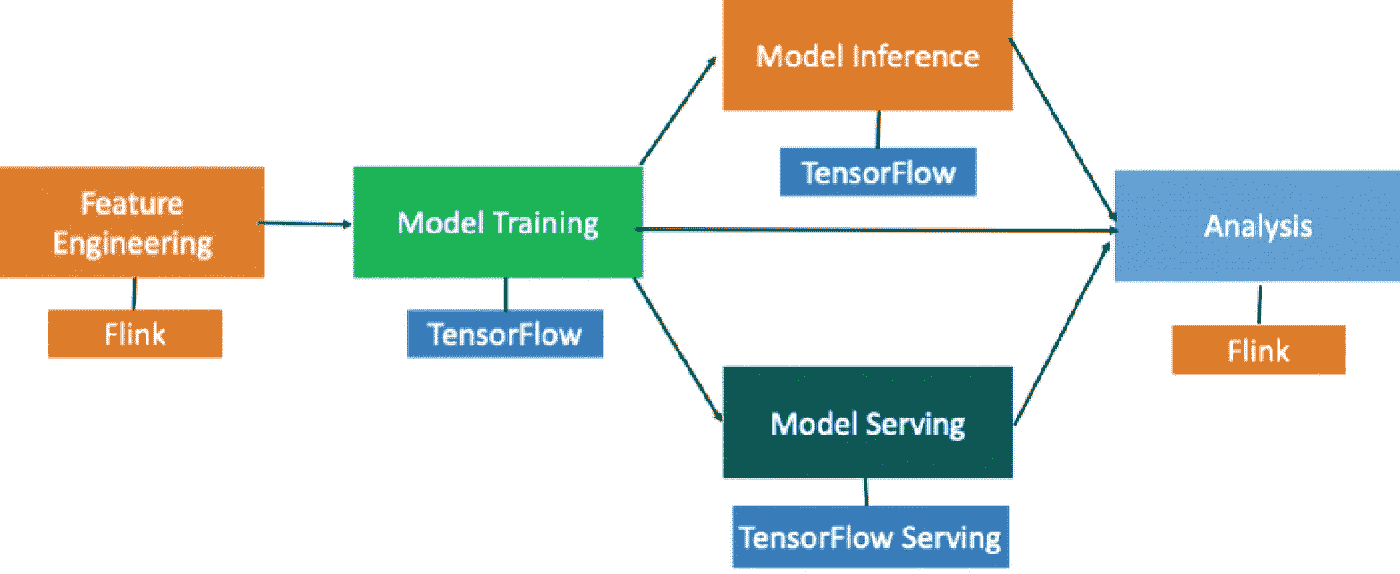 Model Inference
TensorFlow
Feature
Engineering
Flink
Model Training
TensorFlow
Analysis
Flink
Model Serving
TensorFlow Serving